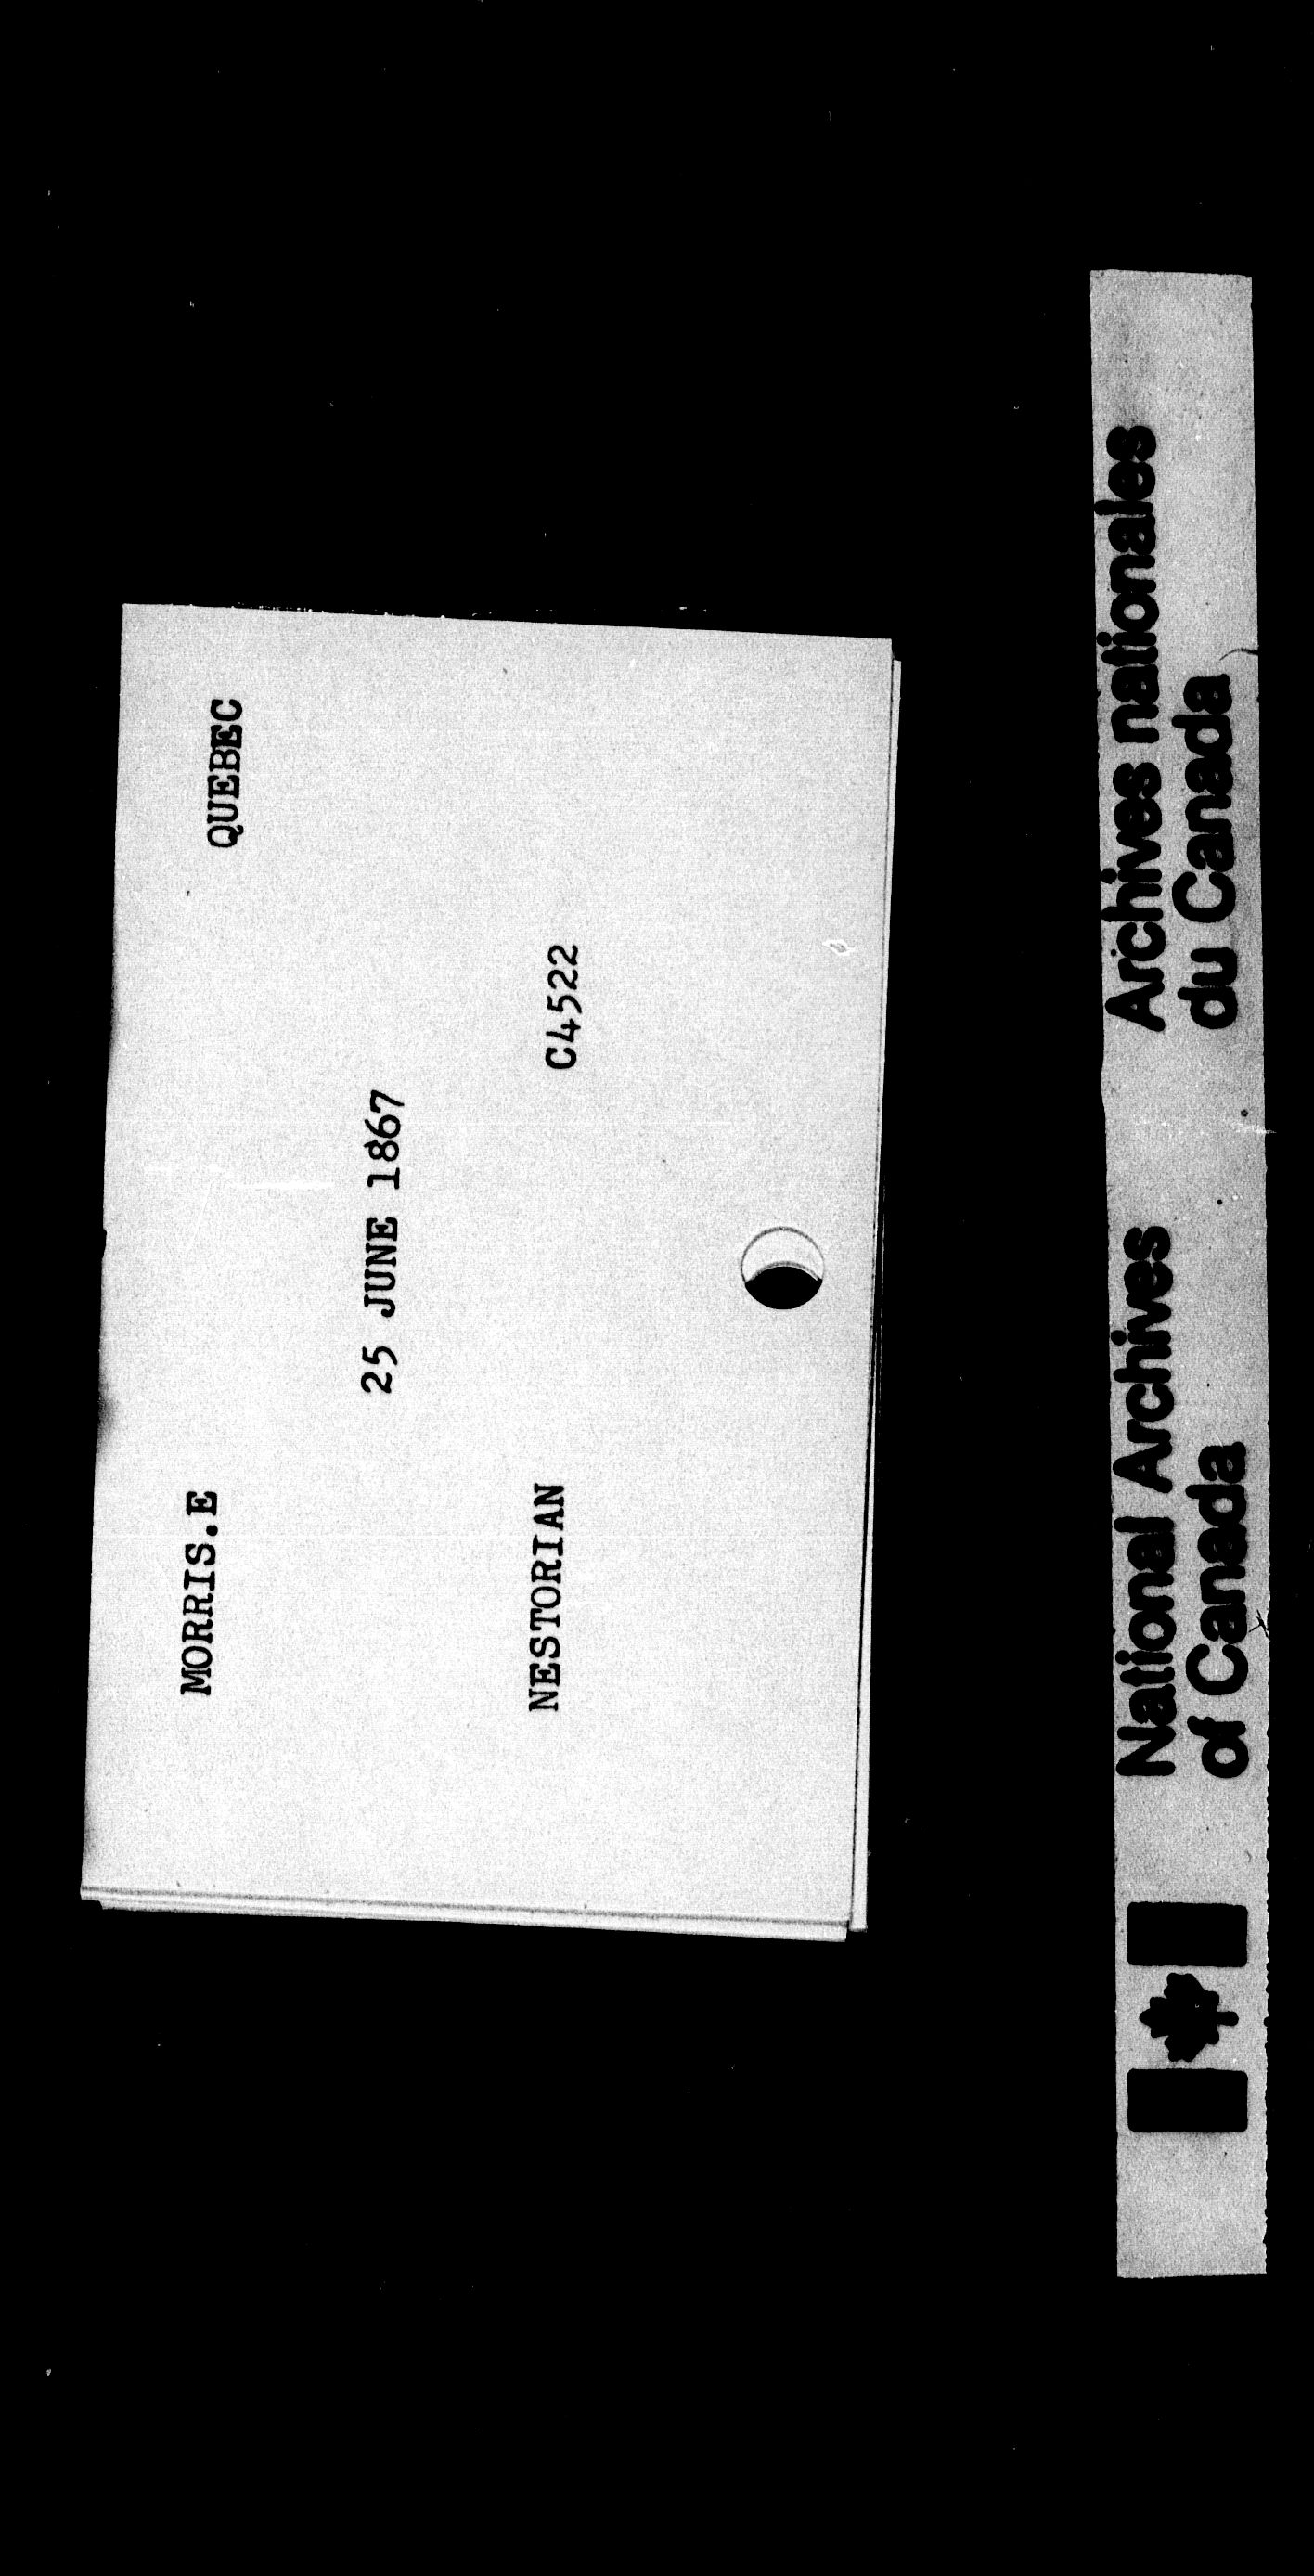 MORRIS.E QUEBEC
25 JUNE 1867
NESTORIAN C4522
National Archives
of Canada
Archives nationales
du Canada